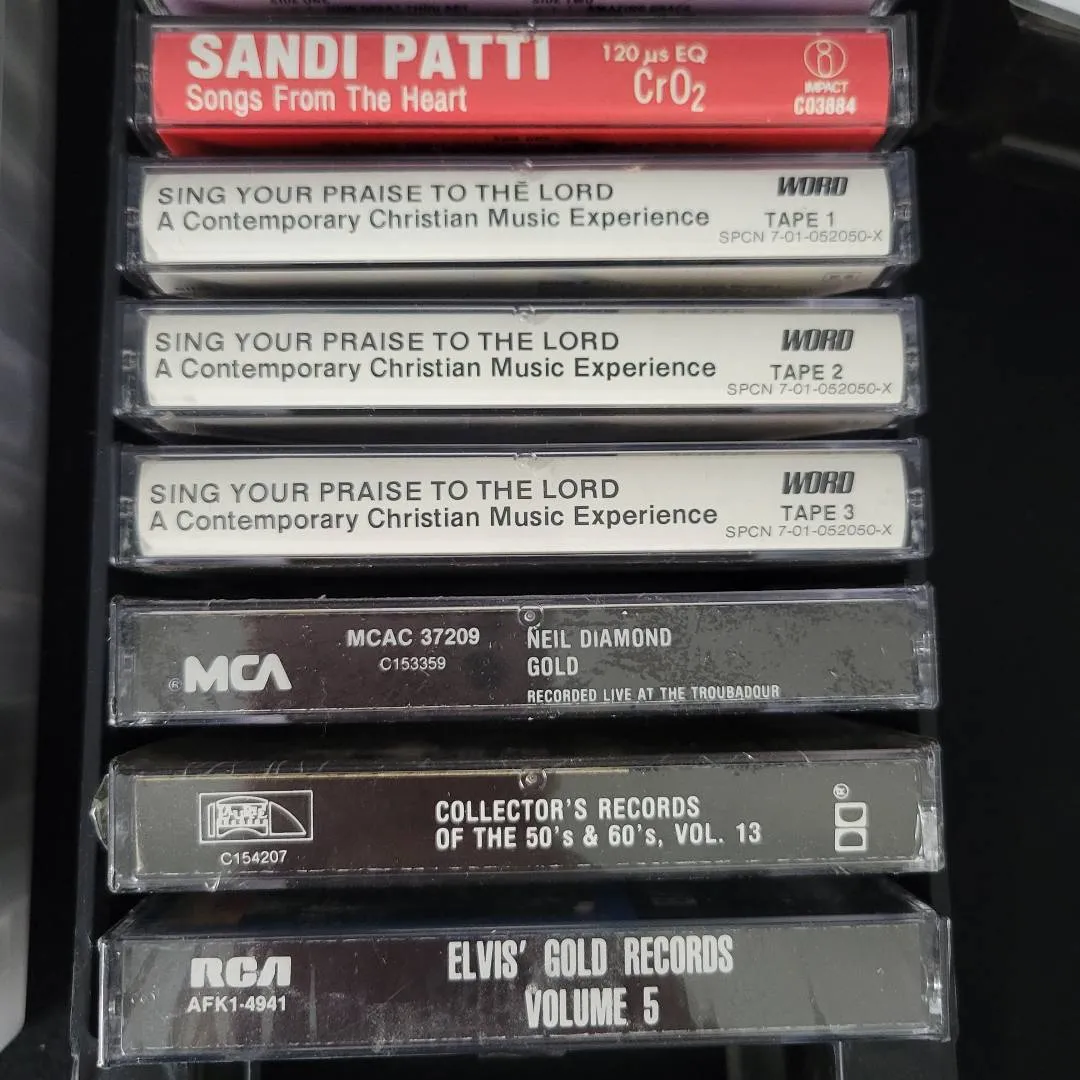 SIDE ONE
SIDE TWO
SANDI PATTI
Songs From The Heart
120 µs EQ
CrO2
IMPACT
C03884
SING YOUR PRAISE TO THE LORD
A Contemporary Christian Music Experience
WORD
TAPE 1
SPCN 7-01-052050-X
SING YOUR PRAISE TO THE LORD
A Contemporary Christian Music Experience
WORD
TAPE 2
SPCN 7-01-052050-X
SING YOUR PRAISE TO THE LORD
A Contemporary Christian Music Experience
WORD
TAPE 3
SPCN 7-01-052050-X
® MCA
MCAC 37209
C153359
NEIL DIAMOND
GOLD
RECORDED LIVE AT THE TROUBADOUR
C154207
COLLECTOR'S RECORDS
OF THE 50's & 60's, VOL. 13
RCA
AFK1-4941
ELVIS' GOLD RECORDS
VOLUME 5